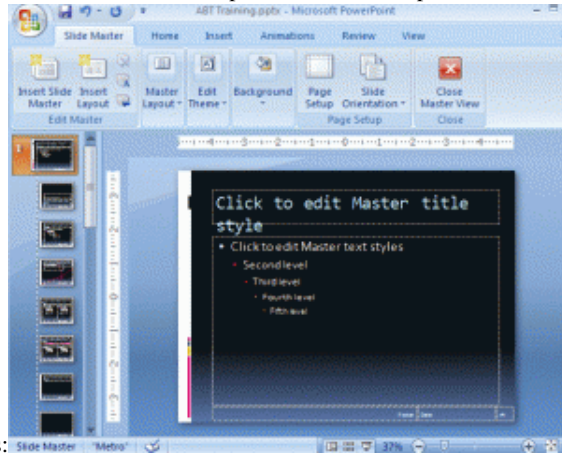 ABT Training.pptx - Microsoft PowerPoint
Slide Master Home Insert Animations Review View
Insert Slide Master Insert Layout Master Layout Edit Theme Background Page Setup Slide Orientation Close Master View
Edit Master Page Setup Close
1
Click to edit Master title
style
Click to edit Master text styles
Second level
Third level
Fourth level
Fifth level
Slide Master "Metro" 37%